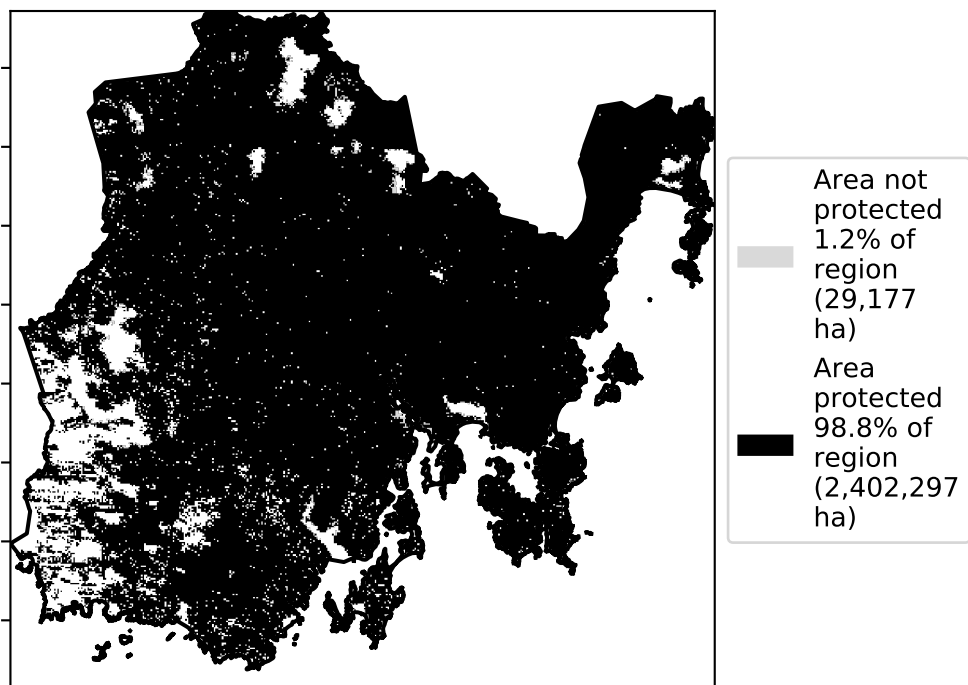 Area not
protected
1.2% of
region
(29,177
ha)
Area
protected
98.8% of
region
(2,402,297
ha)